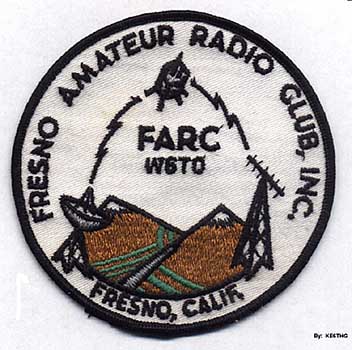 FRESNO AMATEUR RADIO CLUB, INC.
FARC
W6TO
FRESNO, CALIF.
By: KE6THG